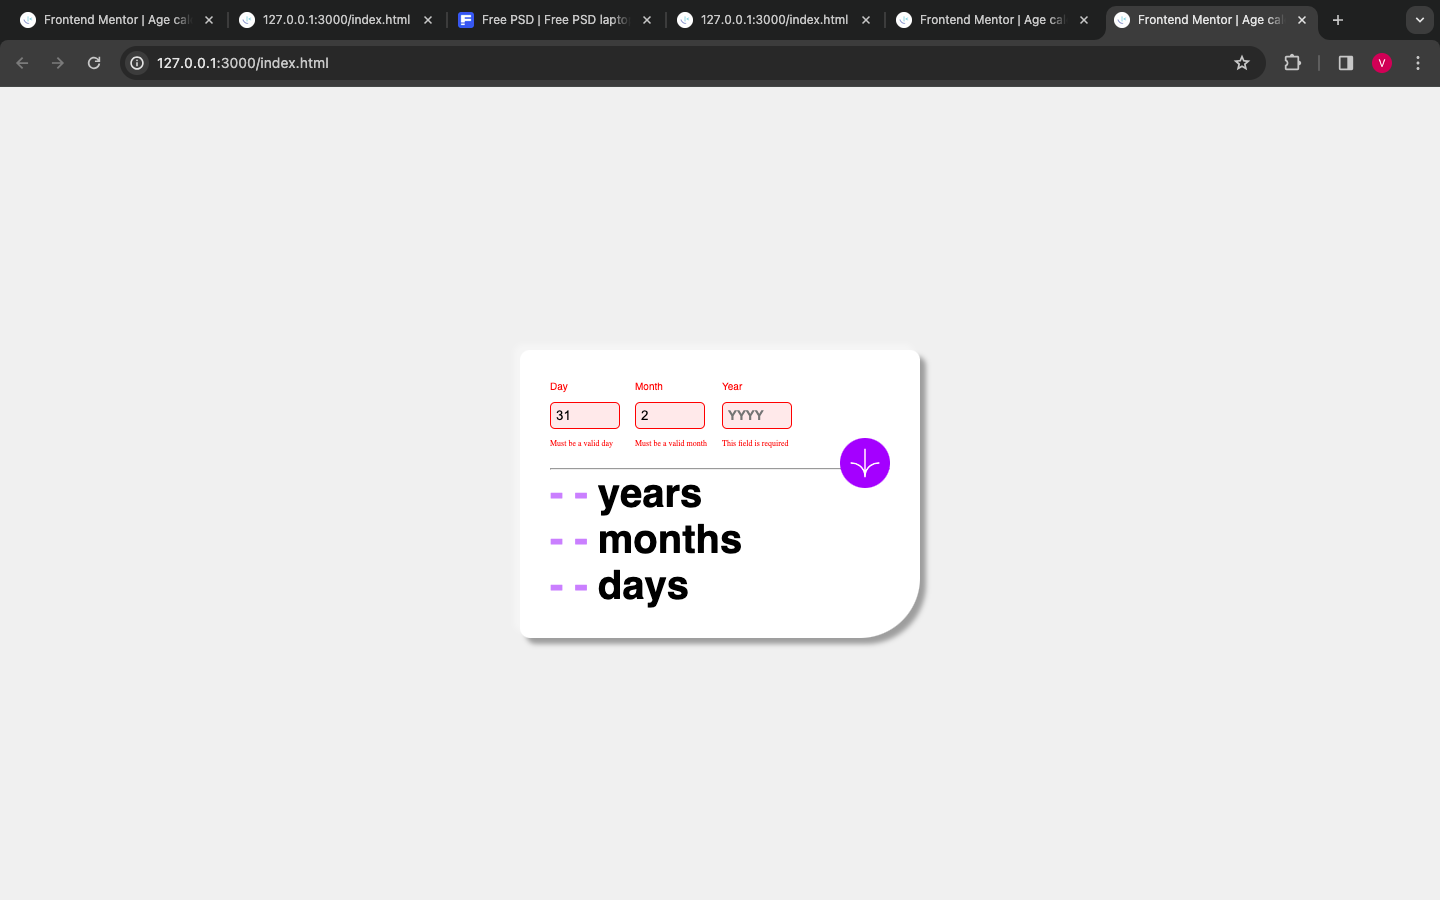 Frontend Mentor | Age cal
127.0.0.1:3000/index.html
Free PSD | Free PSD lapto
127.0.0.1:3000/index.html
Frontend Mentor | Age cal
Frontend Mentor | Age cal
127.0.0.1:3000/index.html
V
Day Month Year
31 2 YYYY
Must be a valid day Must be a valid month This field is required
- - years
- - months
- - days